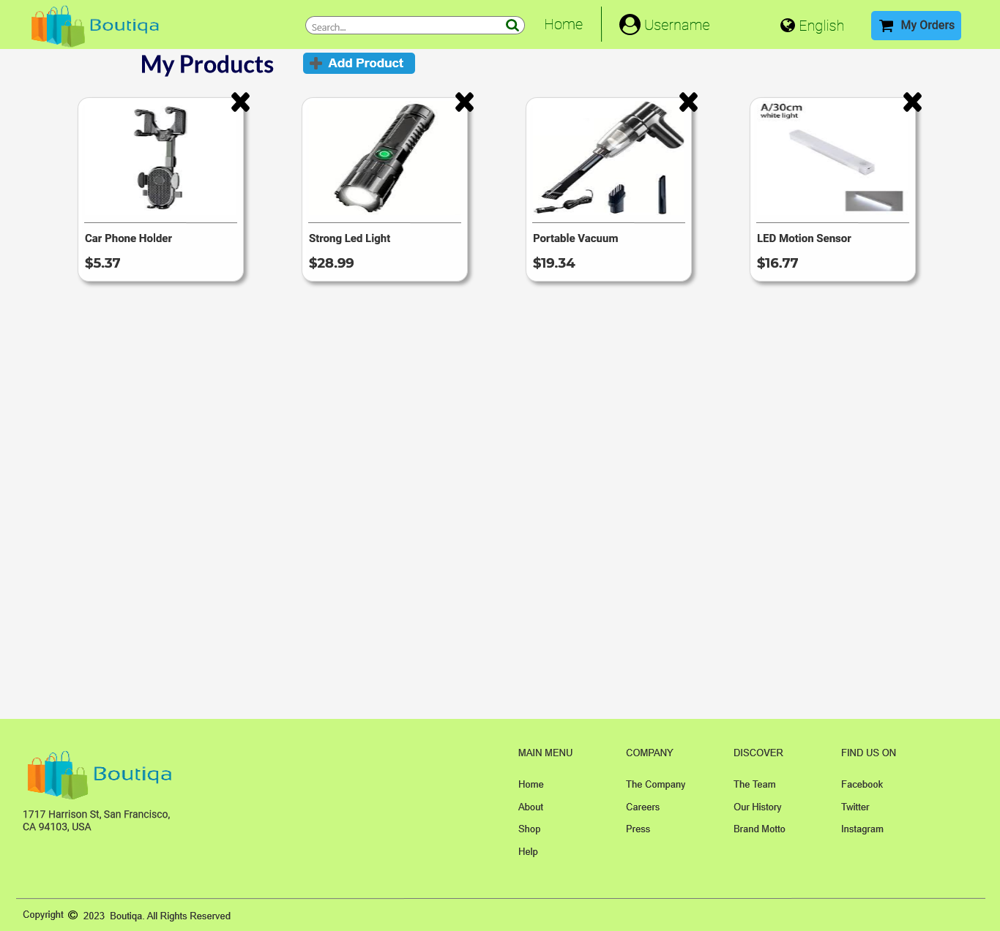 Boutiqa
Search...
Home
Username
English
My Orders
My Products
Add Product
A/30cm
white light
Car Phone Holder
$5.37
Strong Led Light
$28.99
Portable Vacuum
$19.34
LED Motion Sensor
$16.77
Boutiqa
1717 Harrison St, San Francisco,
CA 94103, USA
MAIN MENU
Home
About
Shop
Help
COMPANY
The Company
Careers
Press
DISCOVER
The Team
Our History
Brand Motto
FIND US ON
Facebook
Twitter
Instagram
Copyright © 2023 Boutiqa. All Rights Reserved